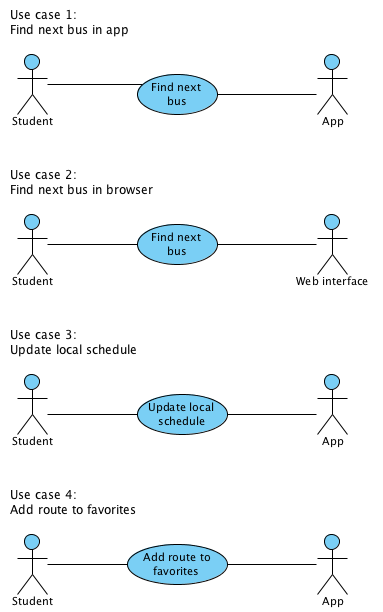 Use case 1:
Find next bus in app
Find next
bus
Student
App
Use case 2:
Find next bus in browser
Find next
bus
Student
Web interface
Use case 3:
Update local schedule
Update local
schedule
Student
App
Use case 4:
Add route to favorites
Add route to
favorites
Student
App